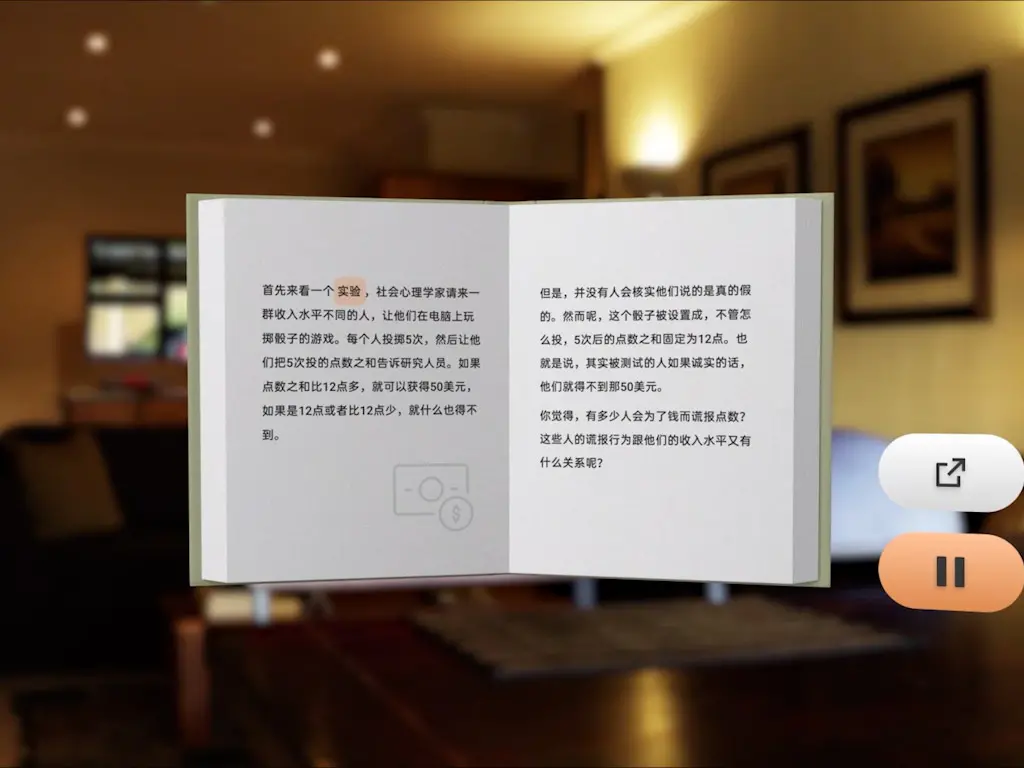 首先来看一个实验，社会心理学家请来一
群收入水平不同的人，让他们在电脑上玩
掷骰子的游戏。每个人投掷5次，然后让他
们把5次投的点数之和告诉研究人员。如果
点数之和比12点多，就可以获得50美元，
如果是12点或者比12点少，就什么也得不
到。
$
但是，并没有人会核实他们说的是真的假
的。然而呢，这个骰子被设置成，不管怎
么投，5次后的点数之和固定为12点。也
就是说，其实被测试的人如果诚实的话，
他们就得不到那50美元。
你觉得，有多少人会为了钱而谎报点数？
这些人的谎报行为跟他们的收入水平又有
什么关系呢？